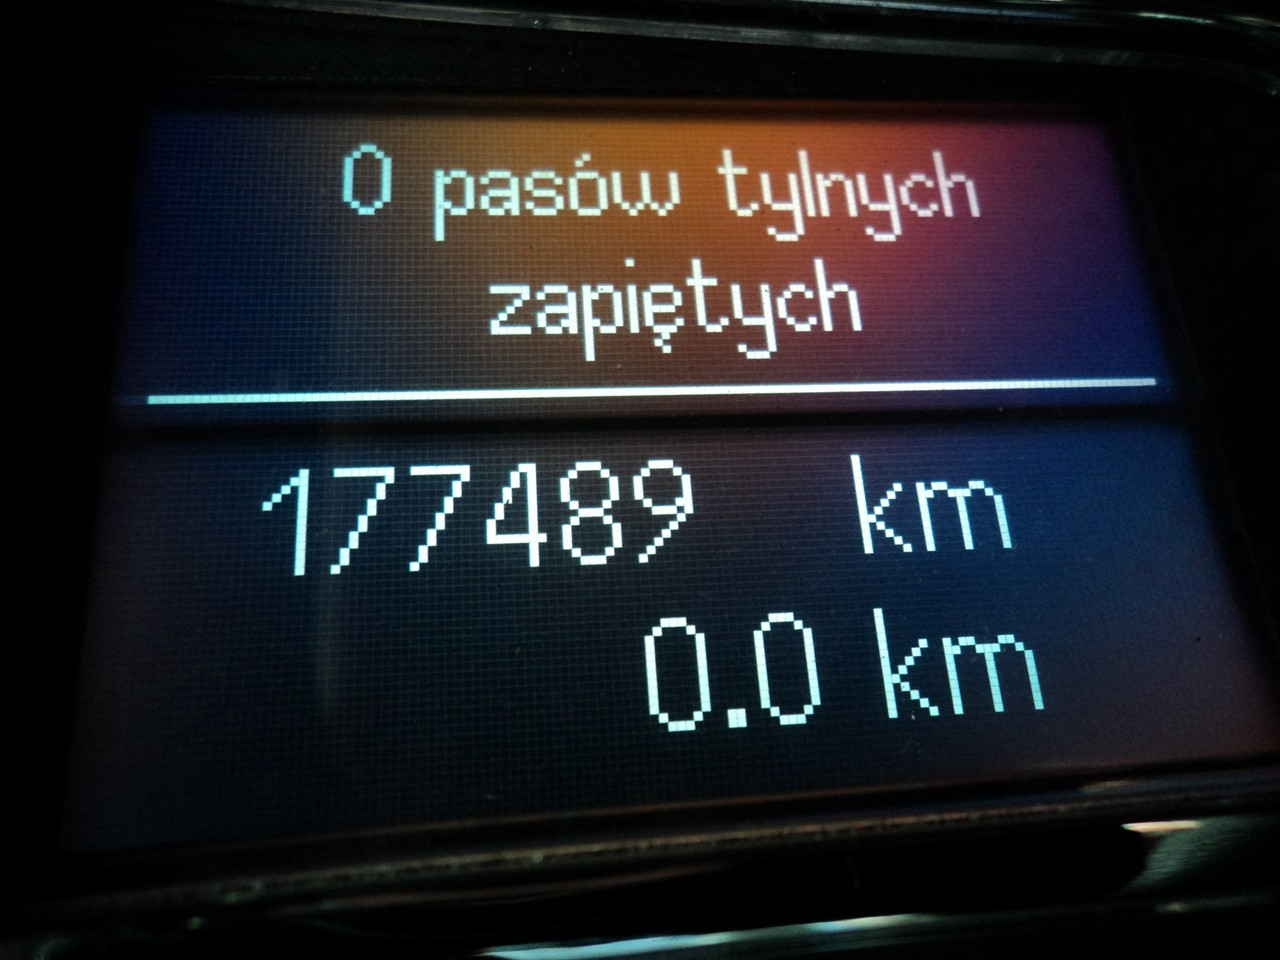 0 pasów tylnych
zapiętych
177489 km
0.0 km